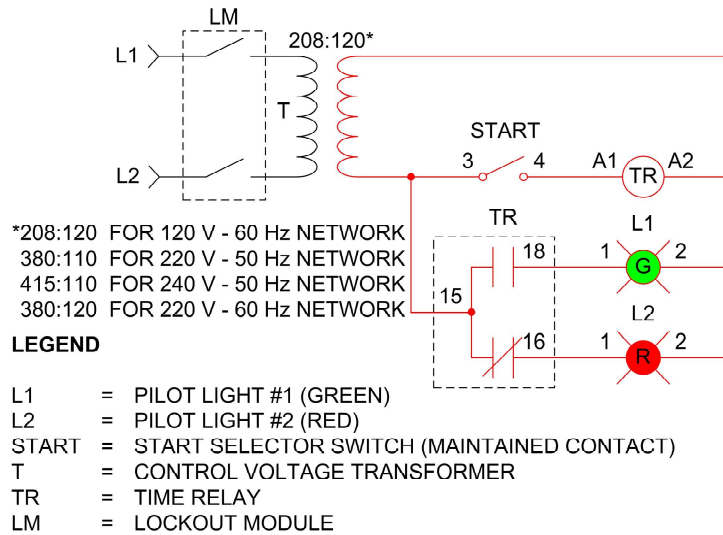 LM
208:120*
L1
T
START
3 4 A1 TR A2
L2
TR
L1
18 1 G 2
15
L2
16 1 R 2
*208:120 FOR 120 V - 60 Hz NETWORK
380:110 FOR 220 V - 50 Hz NETWORK
415:110 FOR 240 V - 50 Hz NETWORK
380:120 FOR 220 V - 60 Hz NETWORK
LEGEND
L1 = PILOT LIGHT #1 (GREEN)
L2 = PILOT LIGHT #2 (RED)
START = START SELECTOR SWITCH (MAINTAINED CONTACT)
T = CONTROL VOLTAGE TRANSFORMER
TR = TIME RELAY
LM = LOCKOUT MODULE